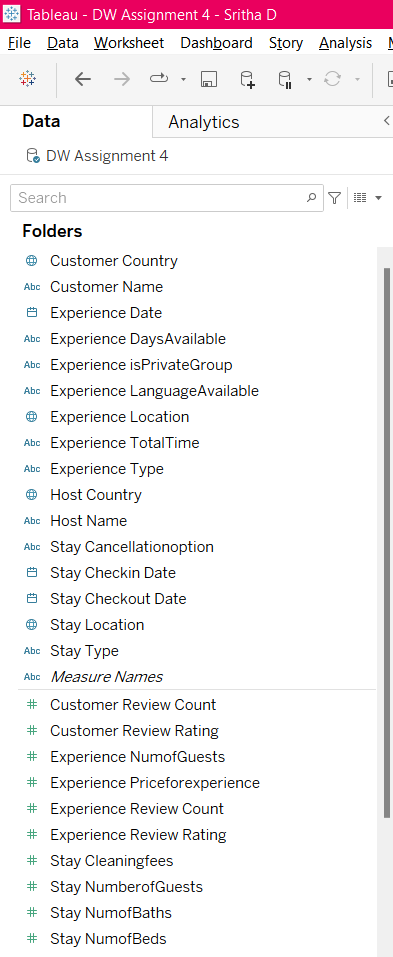 Tableau - DW Assignment 4 - Sritha D
File Data Worksheet Dashboard Story Analysis
Data Analytics
DW Assignment 4
Search
Folders
Customer Country
Abc Customer Name
Experience Date
Abc Experience DaysAvailable
Abc Experience isPrivateGroup
Abc Experience LanguageAvailable
Experience Location
Abc Experience TotalTime
Abc Experience Type
Host Country
Abc Host Name
Abc Stay Cancellationoption
Stay Checkin Date
Stay Checkout Date
Stay Location
Abc Stay Type
Abc Measure Names
# Customer Review Count
# Customer Review Rating
# Experience NumofGuests
# Experience Priceforexperience
# Experience Review Count
# Experience Review Rating
# Stay Cleaningfees
# Stay NumberofGuests
# Stay NumofBaths
# Stay NumofBeds